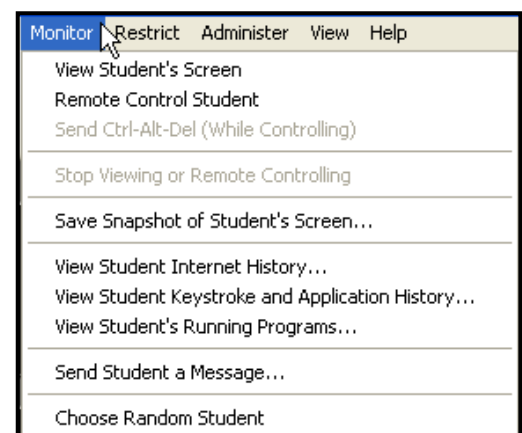 Monitor Restrict Administer View Help
View Student's Screen
Remote Control Student
Send Ctrl-Alt-Del (While Controlling)
Stop Viewing or Remote Controlling
Save Snapshot of Student's Screen...
View Student Internet History...
View Student Keystroke and Application History...
View Student's Running Programs...
Send Student a Message...
Choose Random Student